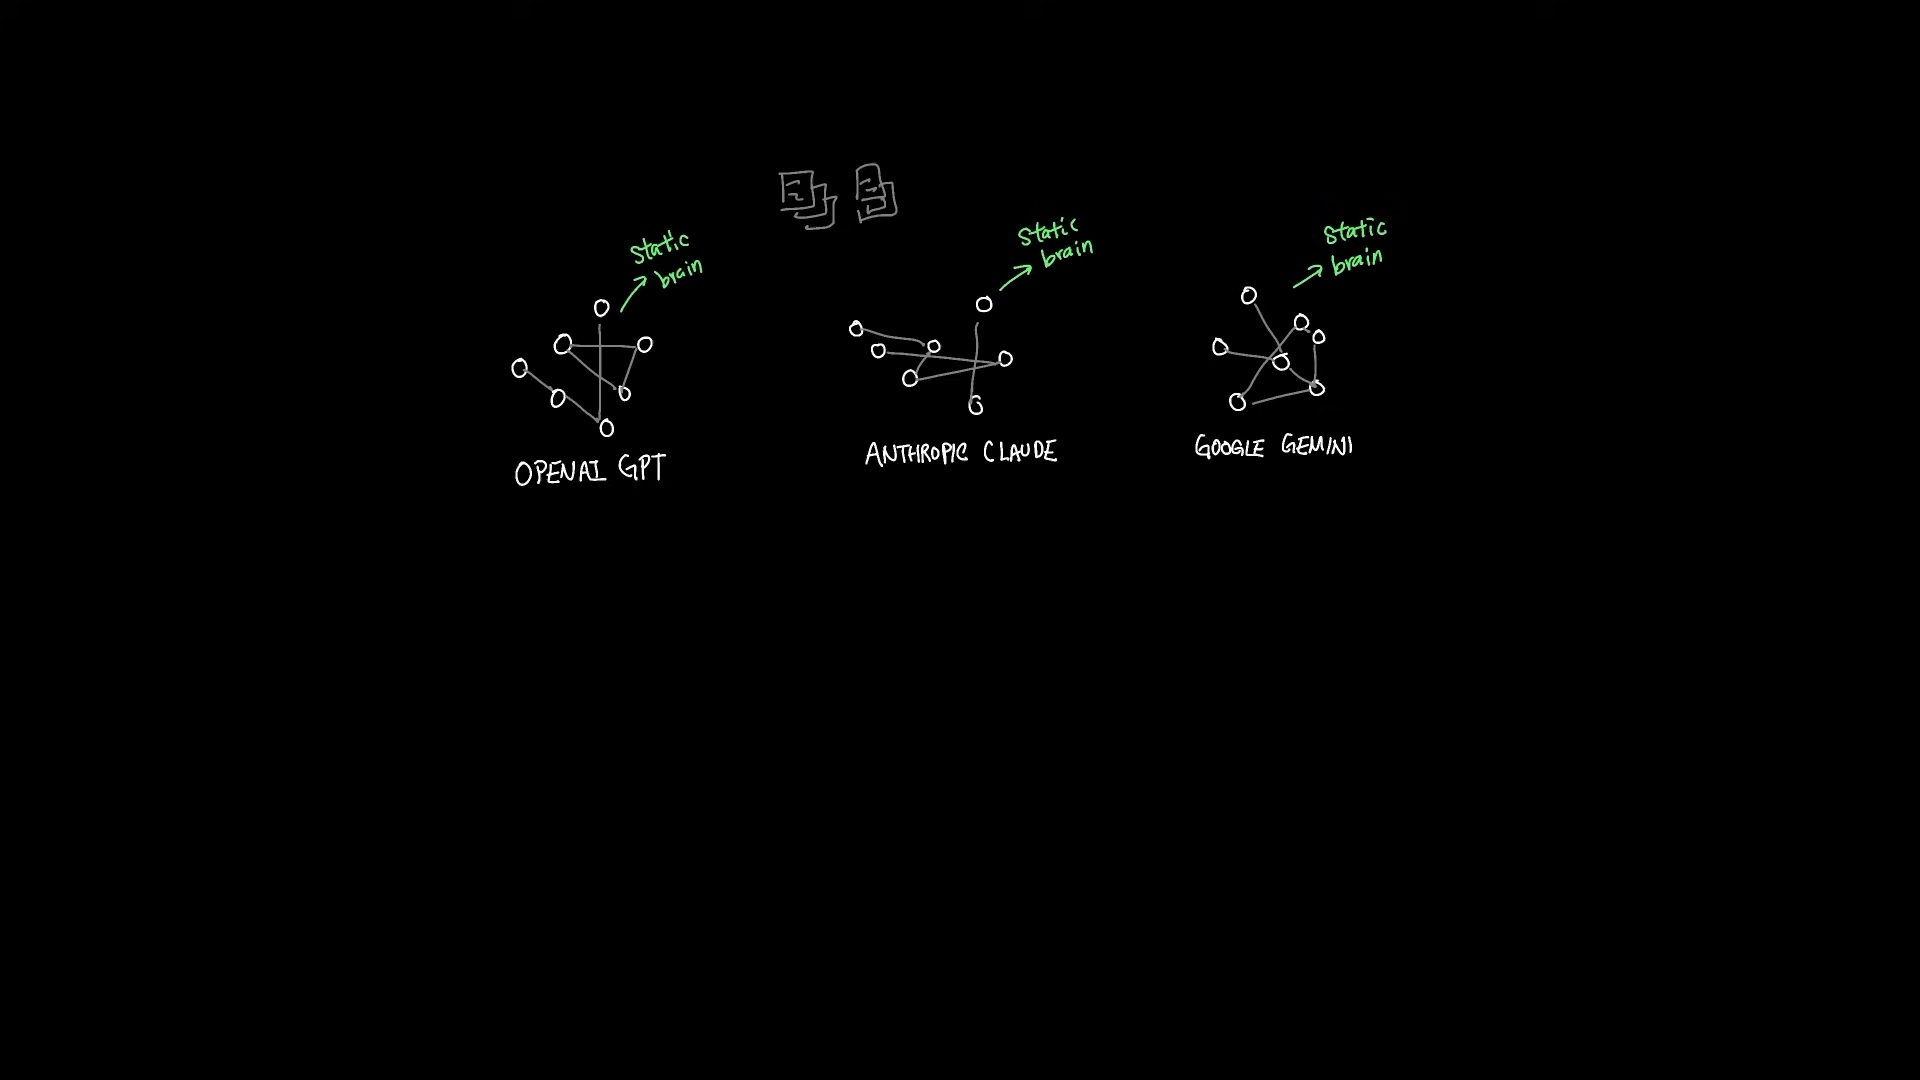 static
brain
OPENAI GPT
static
brain
ANTHROPIC CLAUDE
static
brain
GOOGLE GEMINI